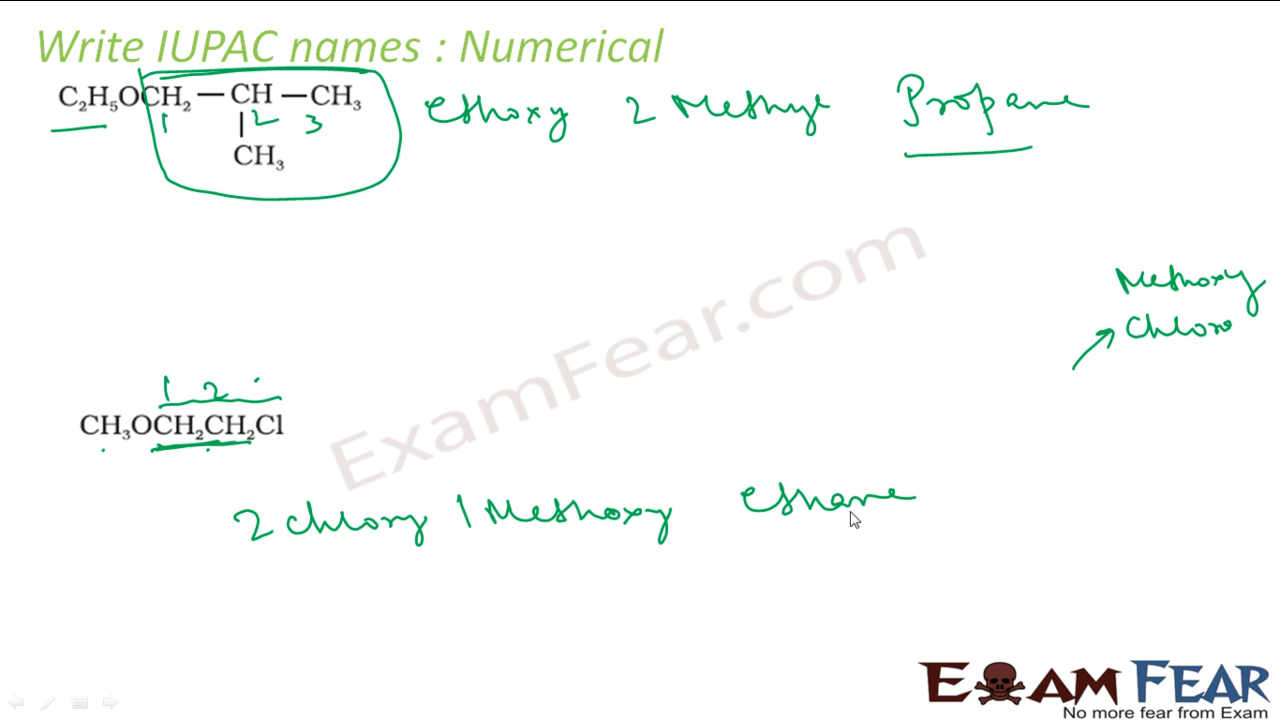 Write IUPAC names : Numerical
C₂H₅OCH₂ — CH — CH₃ Ethoxy 2 Methyl Propane
1 2 3
|
CH₃
ExamFear.com
Methoxy
Chloro
1 2
CH₃OCH₂CH₂Cl
2 Chloroy 1 Methoxy Ethane
EXAM FEAR
No more fear from Exam